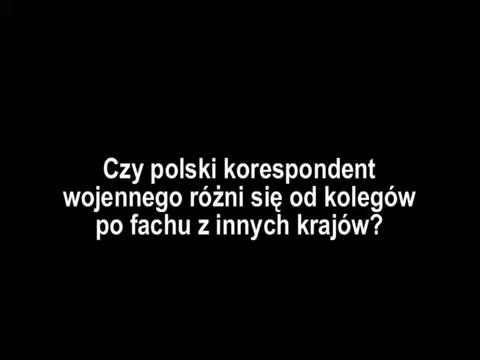 Czy polski korespondent
wojennego różni się od kolegów
po fachu z innych krajów?